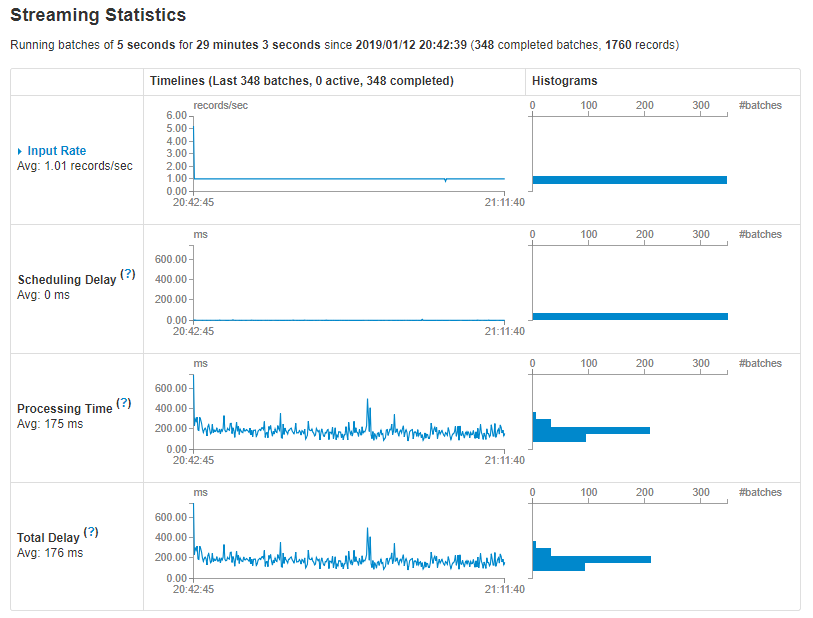 Streaming Statistics
Running batches of 5 seconds for 29 minutes 3 seconds since 2019/01/12 20:42:39 (348 completed batches, 1760 records)
Timelines (Last 348 batches, 0 active, 348 completed)
Histograms
Input Rate
Avg: 1.01 records/sec
records/sec
6.00
5.00
4.00
3.00
2.00
1.00
0.00
20:42:45
21:11:40
0 100 200 300 #batches
Scheduling Delay (?)
Avg: 0 ms
ms
600.00
400.00
200.00
0.00
20:42:45
21:11:40
0 100 200 300 #batches
Processing Time (?)
Avg: 175 ms
ms
600.00
400.00
200.00
0.00
20:42:45
21:11:40
0 100 200 300 #batches
Total Delay (?)
Avg: 176 ms
ms
600.00
400.00
200.00
0.00
20:42:45
21:11:40
0 100 200 300 #batches